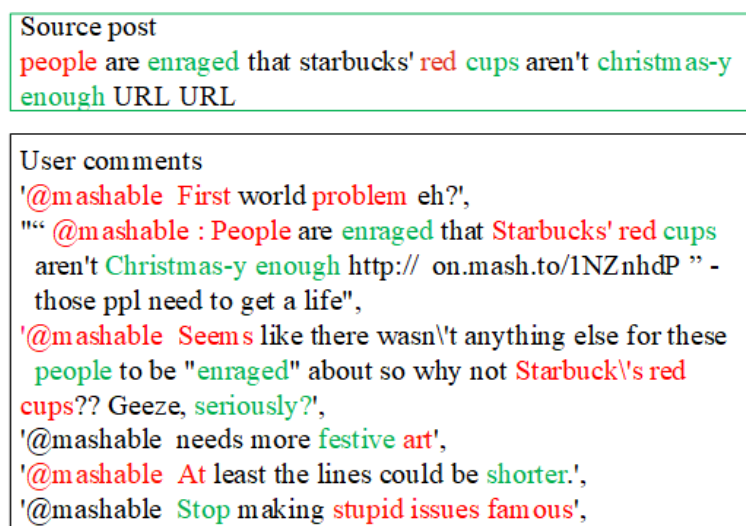 Source post
people are enraged that starbucks' red cups aren't christmas-y
enough URL URL
User comments
'@mashable First world problem eh?',
"“ @mashable : People are enraged that Starbucks' red cups
aren't Christmas-y enough http:// on.mash.to/1NZnhdP ” -
those ppl need to get a life",
'@mashable Seems like there wasn\'t anything else for these
people to be "enraged" about so why not Starbuck\'s red
cups?? Geeze, seriously?',
'@mashable needs more festive art',
'@mashable At least the lines could be shorter.',
'@mashable Stop making stupid issues famous',